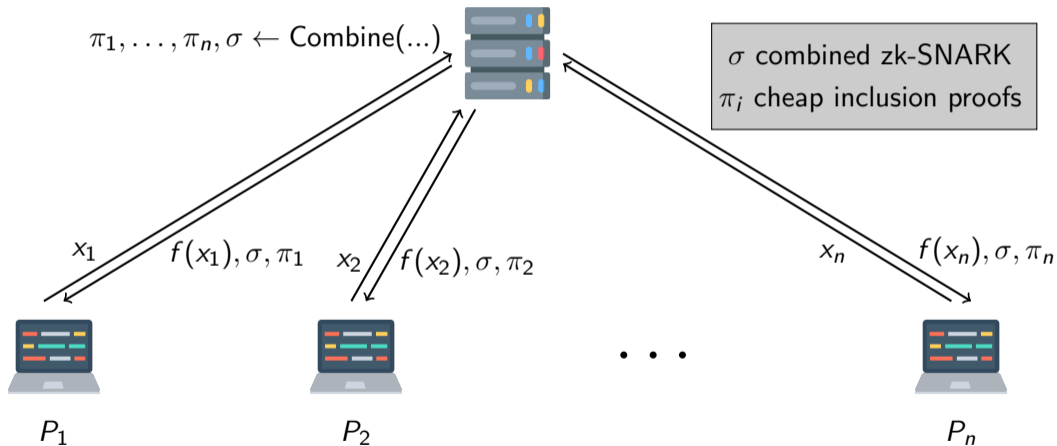 π₁, . . . , πₙ, σ ← Combine(...)
σ combined zk-SNARK
πᵢ cheap inclusion proofs
x₁
f(x₁), σ, π₁
x₂
f(x₂), σ, π₂
xₙ
f(xₙ), σ, πₙ
. . .
P₁
P₂
Pₙ